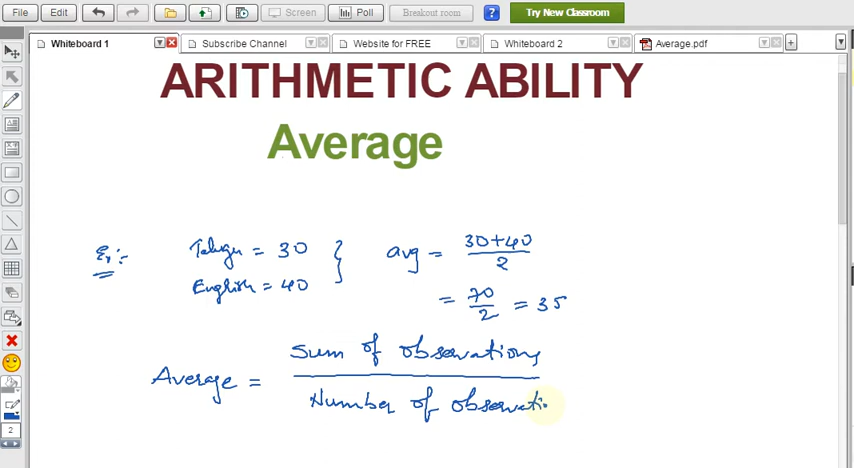 File Edit Screen Poll Breakout room ? Try New Classroom
Whiteboard 1 Subscribe Channel Website for FREE Whiteboard 2 Average.pdf
ARITHMETIC ABILITY
Average
Ex:- Telugu = 30 } avg = 30+40 / 2
English = 40
= 70 / 2 = 35
Average = Sum of observations / Number of observati
2